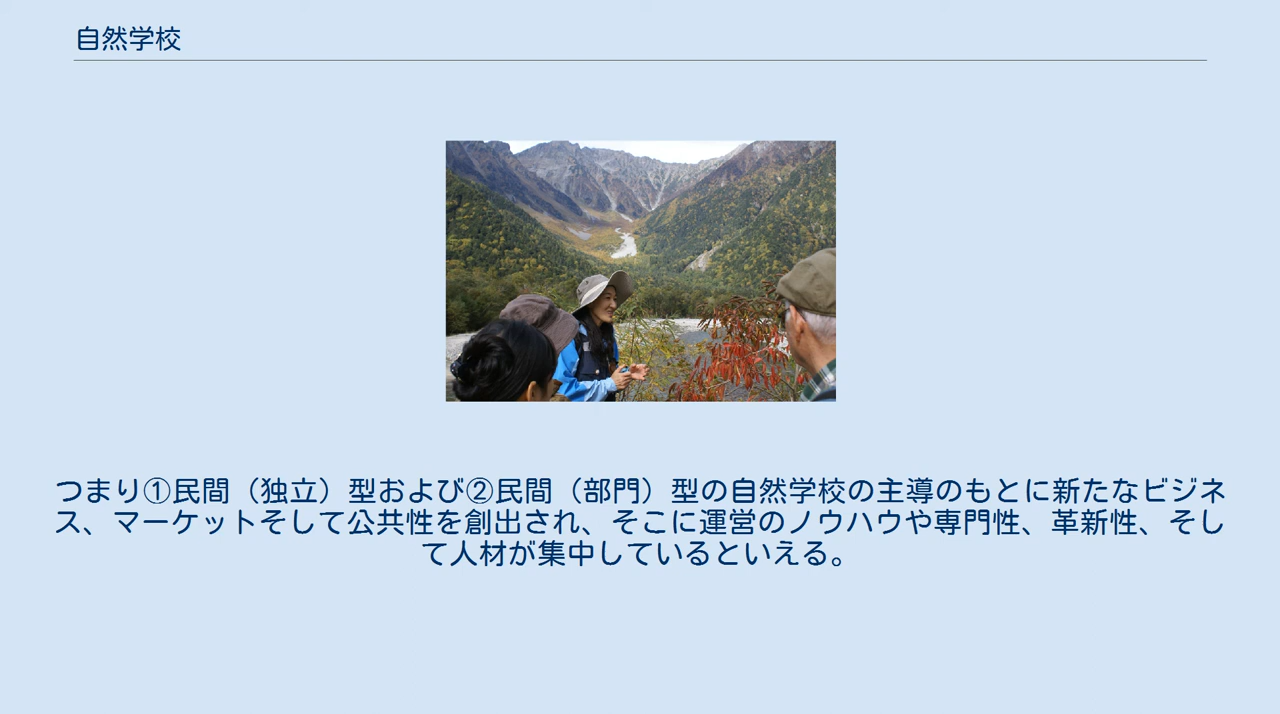 自然学校
つまり①民間（独立）型および②民間（部門）型の自然学校の主導のもとに新たなビジネ
ス、マーケットそして公共性を創出され、そこに運営のノウハウや専門性、革新性、そし
て人材が集中しているといえる。